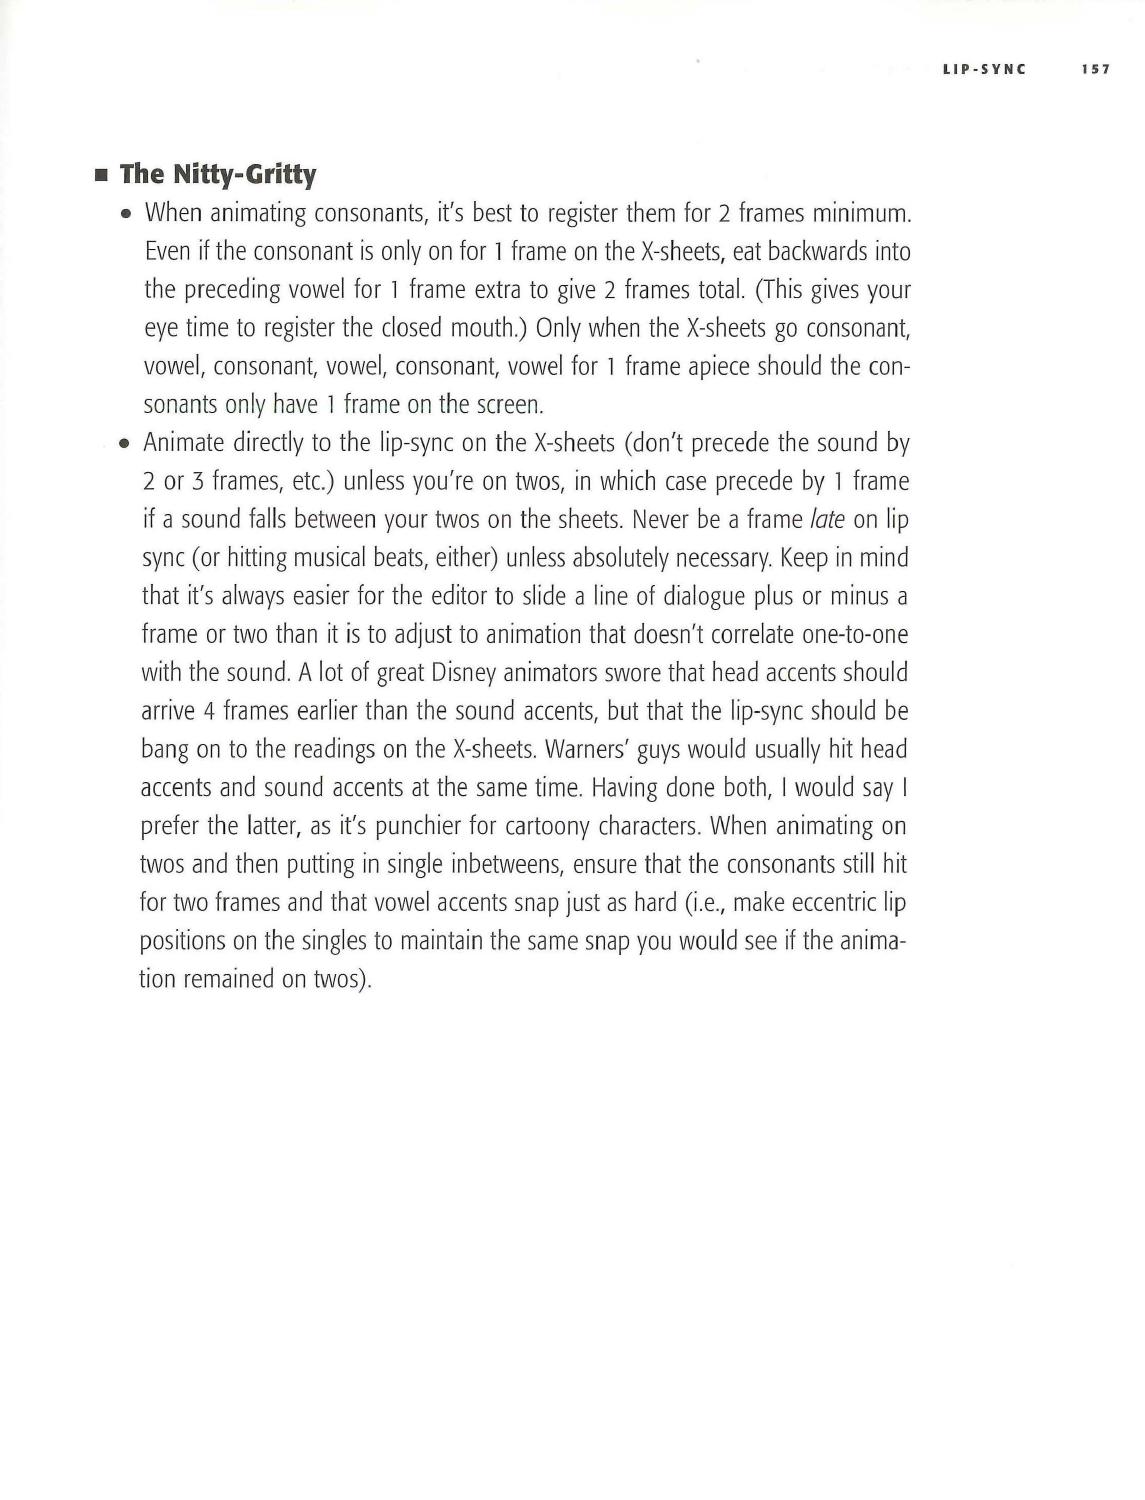 LIP-SYNC 157
■ The Nitty-Gritty
• When animating consonants, it's best to register them for 2 frames minimum.
Even if the consonant is only on for 1 frame on the X-sheets, eat backwards into
the preceding vowel for 1 frame extra to give 2 frames total. (This gives your
eye time to register the closed mouth.) Only when the X-sheets go consonant,
vowel, consonant, vowel, consonant, vowel for 1 frame apiece should the con-
sonants only have 1 frame on the screen.
• Animate directly to the lip-sync on the X-sheets (don't precede the sound by
2 or 3 frames, etc.) unless you're on twos, in which case precede by 1 frame
if a sound falls between your twos on the sheets. Never be a frame late on lip
sync (or hitting musical beats, either) unless absolutely necessary. Keep in mind
that it's always easier for the editor to slide a line of dialogue plus or minus a
frame or two than it is to adjust to animation that doesn't correlate one-to-one
with the sound. A lot of great Disney animators swore that head accents should
arrive 4 frames earlier than the sound accents, but that the lip-sync should be
bang on to the readings on the X-sheets. Warners' guys would usually hit head
accents and sound accents at the same time. Having done both, I would say I
prefer the latter, as it's punchier for cartoony characters. When animating on
twos and then putting in single inbetweens, ensure that the consonants still hit
for two frames and that vowel accents snap just as hard (i.e., make eccentric lip
positions on the singles to maintain the same snap you would see if the anima-
tion remained on twos).